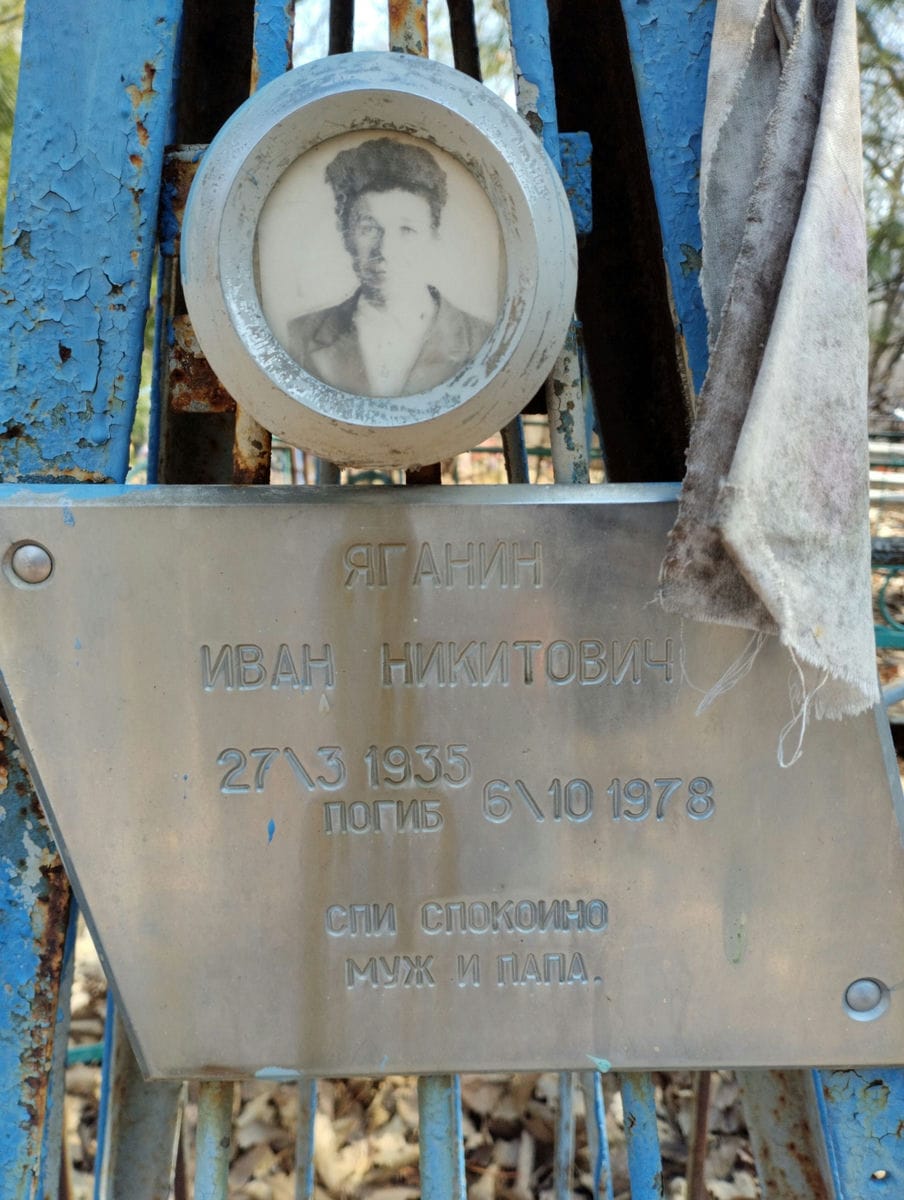 ЯГАНИН
ИВАН НИКИТОВИЧ
27\3 1935
ПОГИБ 6\10 1978
СПИ СПОКОИНО
МУЖ И ПАПА.